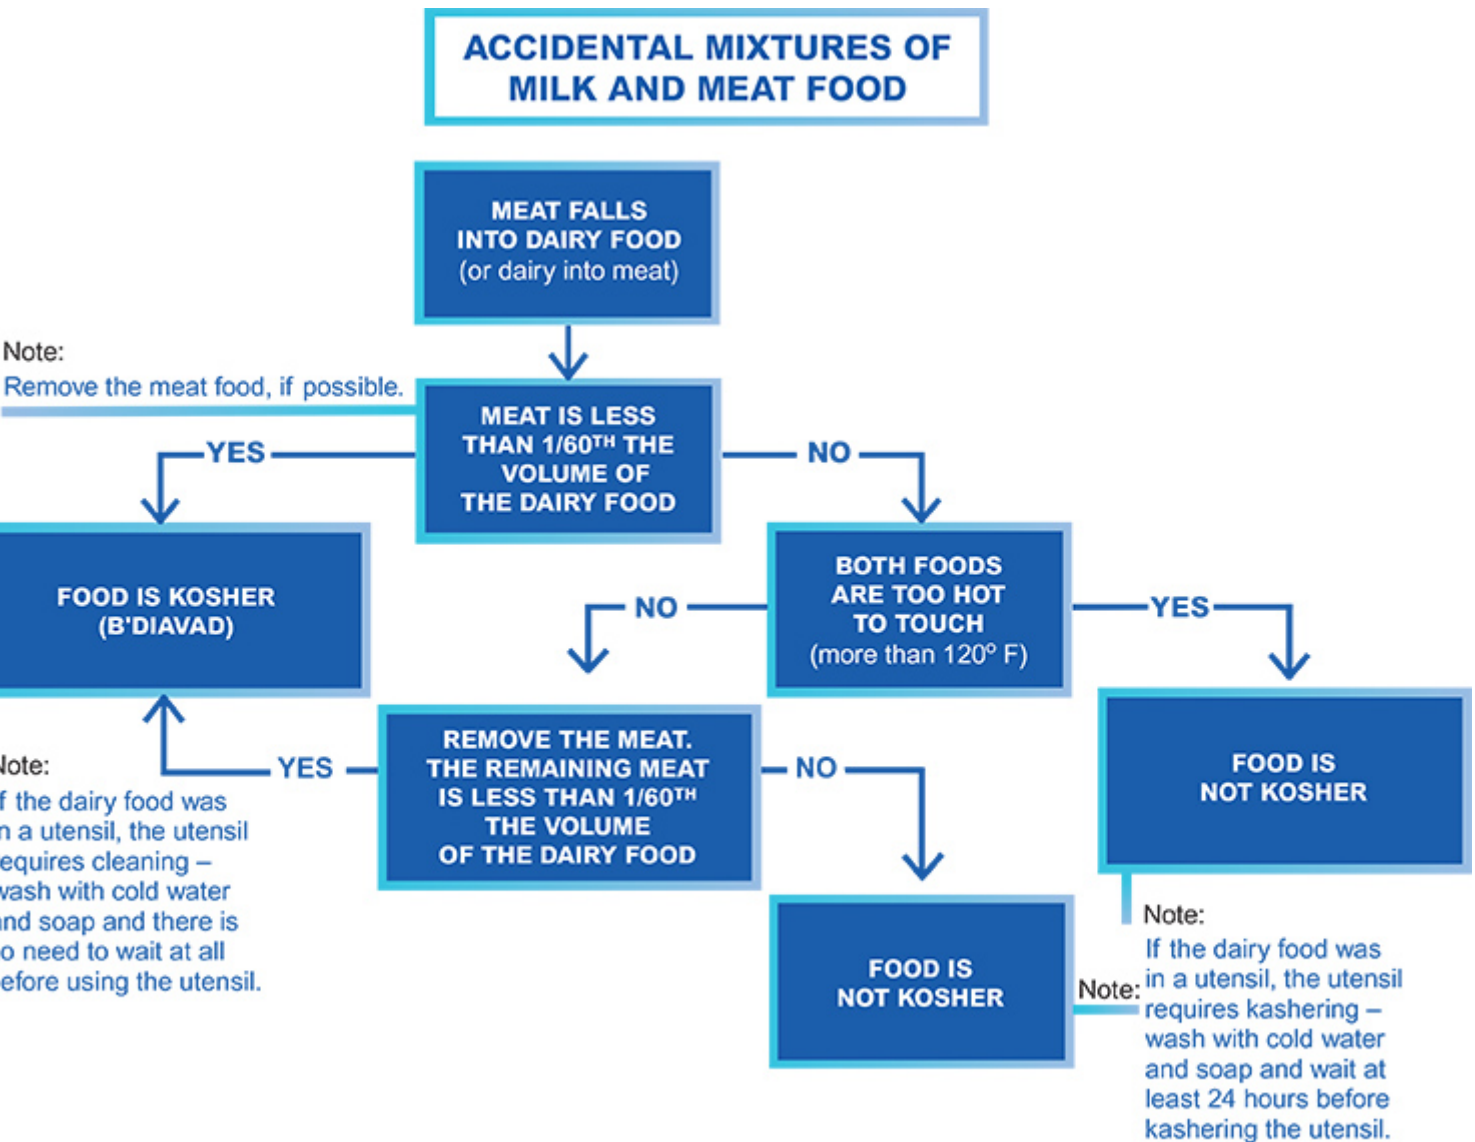 ACCIDENTAL MIXTURES OF
MILK AND MEAT FOOD
MEAT FALLS
INTO DAIRY FOOD
(or dairy into meat)
Note:
Remove the meat food, if possible.
MEAT IS LESS
THAN 1/60TH THE
VOLUME OF
THE DAIRY FOOD
YES
NO
FOOD IS KOSHER
(B'DIAVAD)
BOTH FOODS
ARE TOO HOT
TO TOUCH
(more than 120º F)
NO
YES
REMOVE THE MEAT.
THE REMAINING MEAT
IS LESS THAN 1/60TH
THE VOLUME
OF THE DAIRY FOOD
YES
NO
FOOD IS
NOT KOSHER
ote:
f the dairy food was
n a utensil, the utensil
equires cleaning –
wash with cold water
nd soap and there is
o need to wait at all
efore using the utensil.
FOOD IS
NOT KOSHER
Note:
Note:
If the dairy food was
in a utensil, the utensil
requires kashering –
wash with cold water
and soap and wait at
least 24 hours before
kashering the utensil.